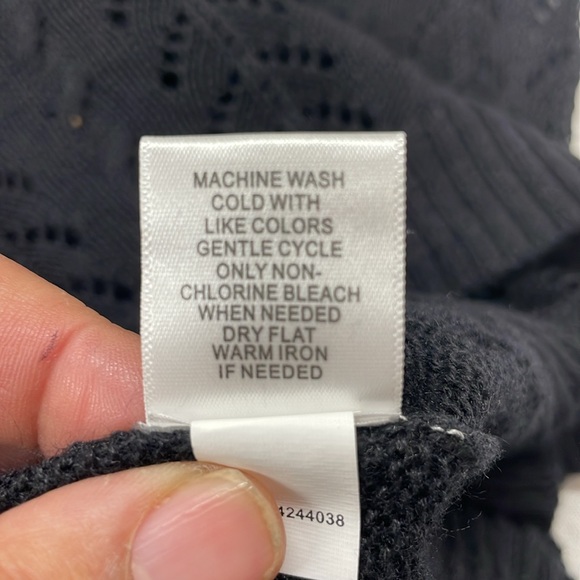 MACHINE WASH
COLD WITH
LIKE COLORS
GENTLE CYCLE
ONLY NON-
CHLORINE BLEACH
WHEN NEEDED
DRY FLAT
WARM IRON
IF NEEDED
4244038